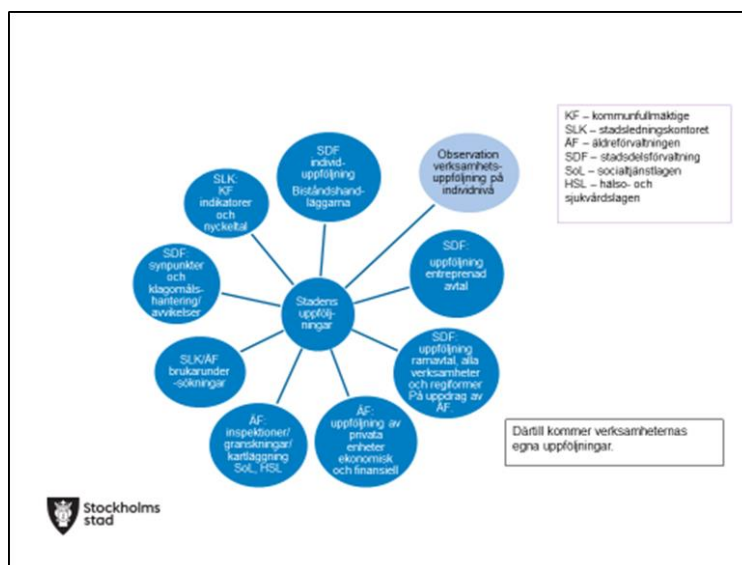 SDF
individ-
uppföljning
Biståndshand-
läggarna
Observation
verksamhets-
uppföljning på
individnivå
SDF:
uppföljning
entreprenad
avtal
SDF:
uppföljning
ramavtal, alla
verksamheter
och regiformer
På uppdrag av
ÄF.
ÄF:
uppföljning av
privata
enheter
ekonomisk
och finansiell
ÄF:
inspektioner/
granskningar/
kartläggning
SoL, HSL
SLK/ÄF
brukarunder
-sökningar
SDF:
synpunkter
och
klagomåls-
hantering/
avvikelser
SLK:
KF
indikatorer
och
nyckeltal
Stadens
uppfölj-
ningar
KF – kommunfullmäktige
SLK – stadsledningskontoret
ÄF – äldreförvaltningen
SDF – stadsdelsförvaltning
SoL – socialtjänstlagen
HSL – hälso- och
sjukvårdslagen
Därtill kommer verksamheternas
egna uppföljningar.
Stockholms
stad